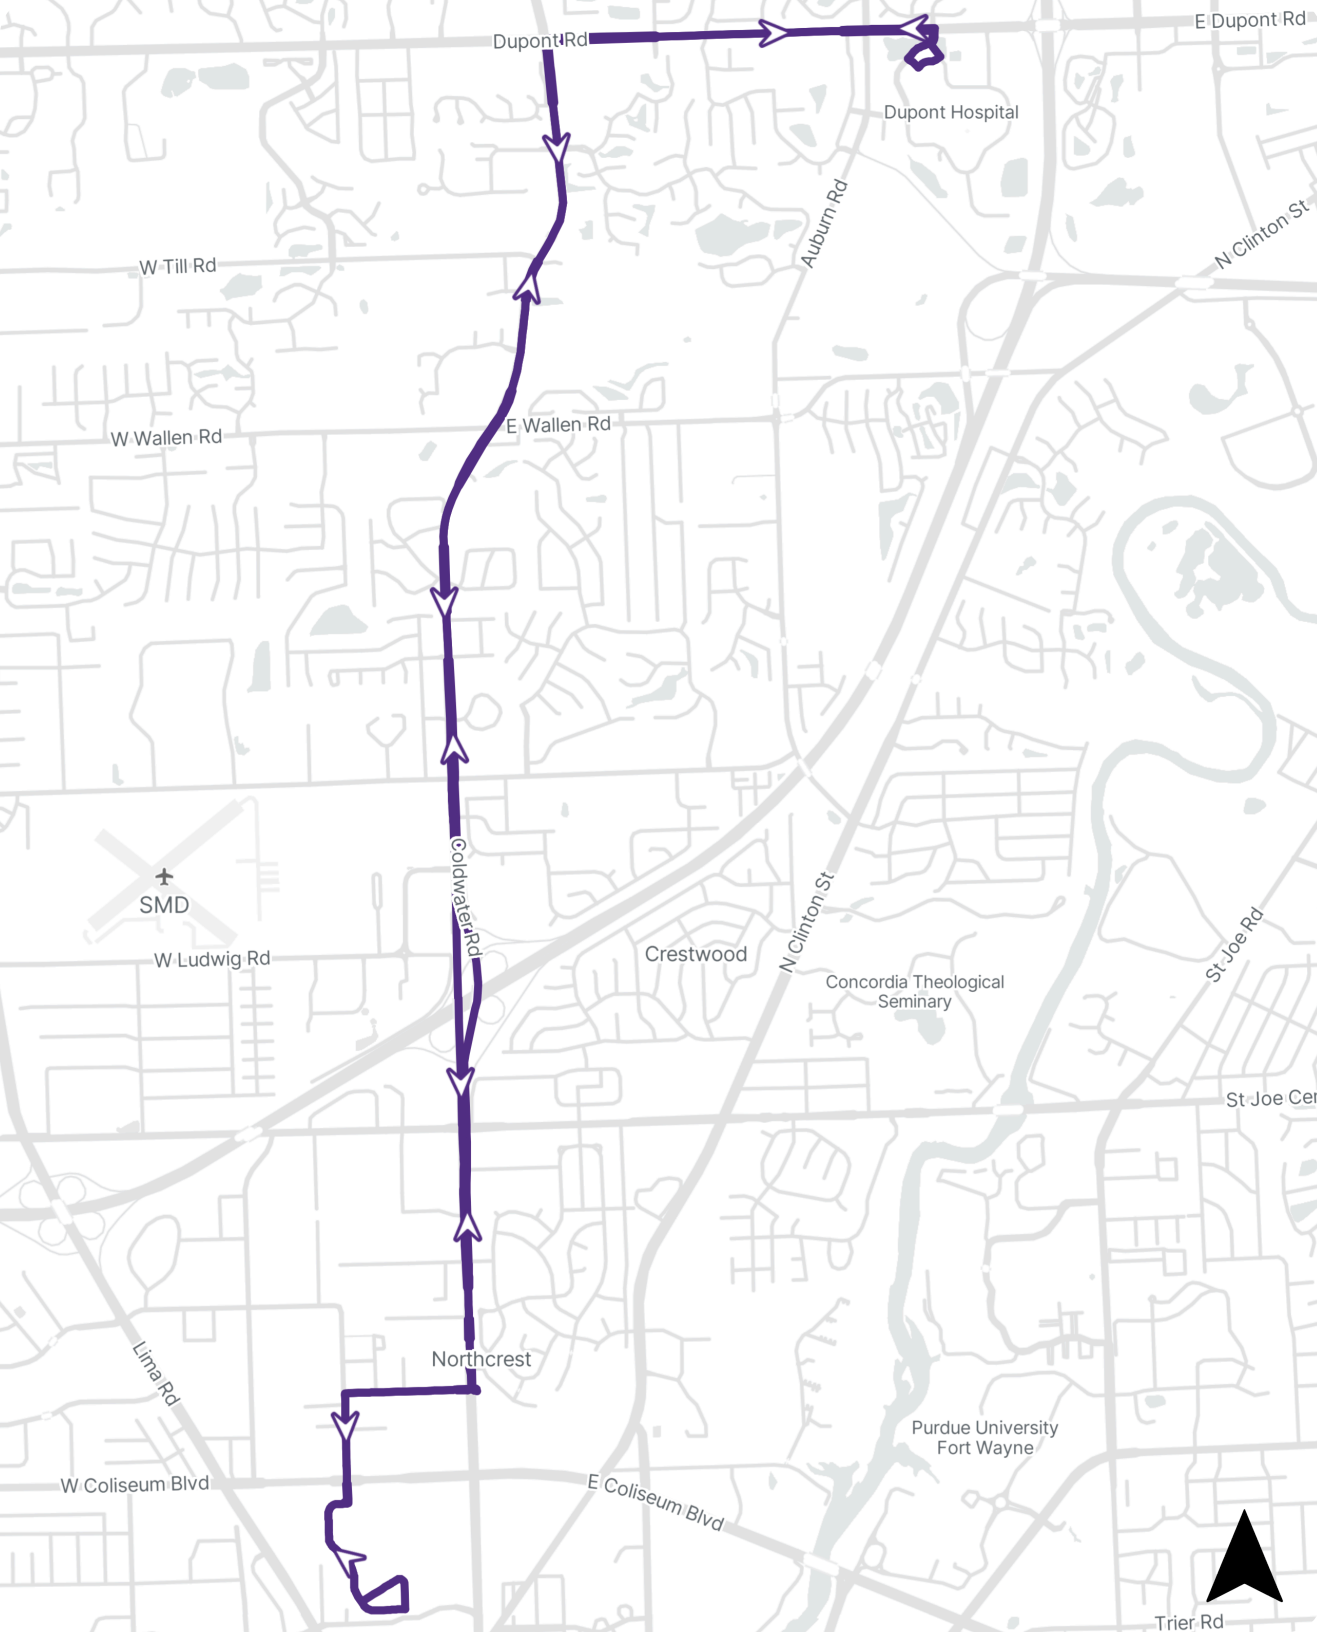 E Dupont Rd
Dupont Rd
Dupont Hospital
Auburn Rd
N Clinton St
W Till Rd
E Wallen Rd
W Wallen Rd
Coldwater Rd
SMD
W Ludwig Rd
Crestwood
N Clinton St
St Joe Rd
Concordia Theological
Seminary
St Joe Cen
Northcrest
Lima Rd
Purdue University
Fort Wayne
W Coliseum Blvd
E Coliseum Blvd
Trier Rd